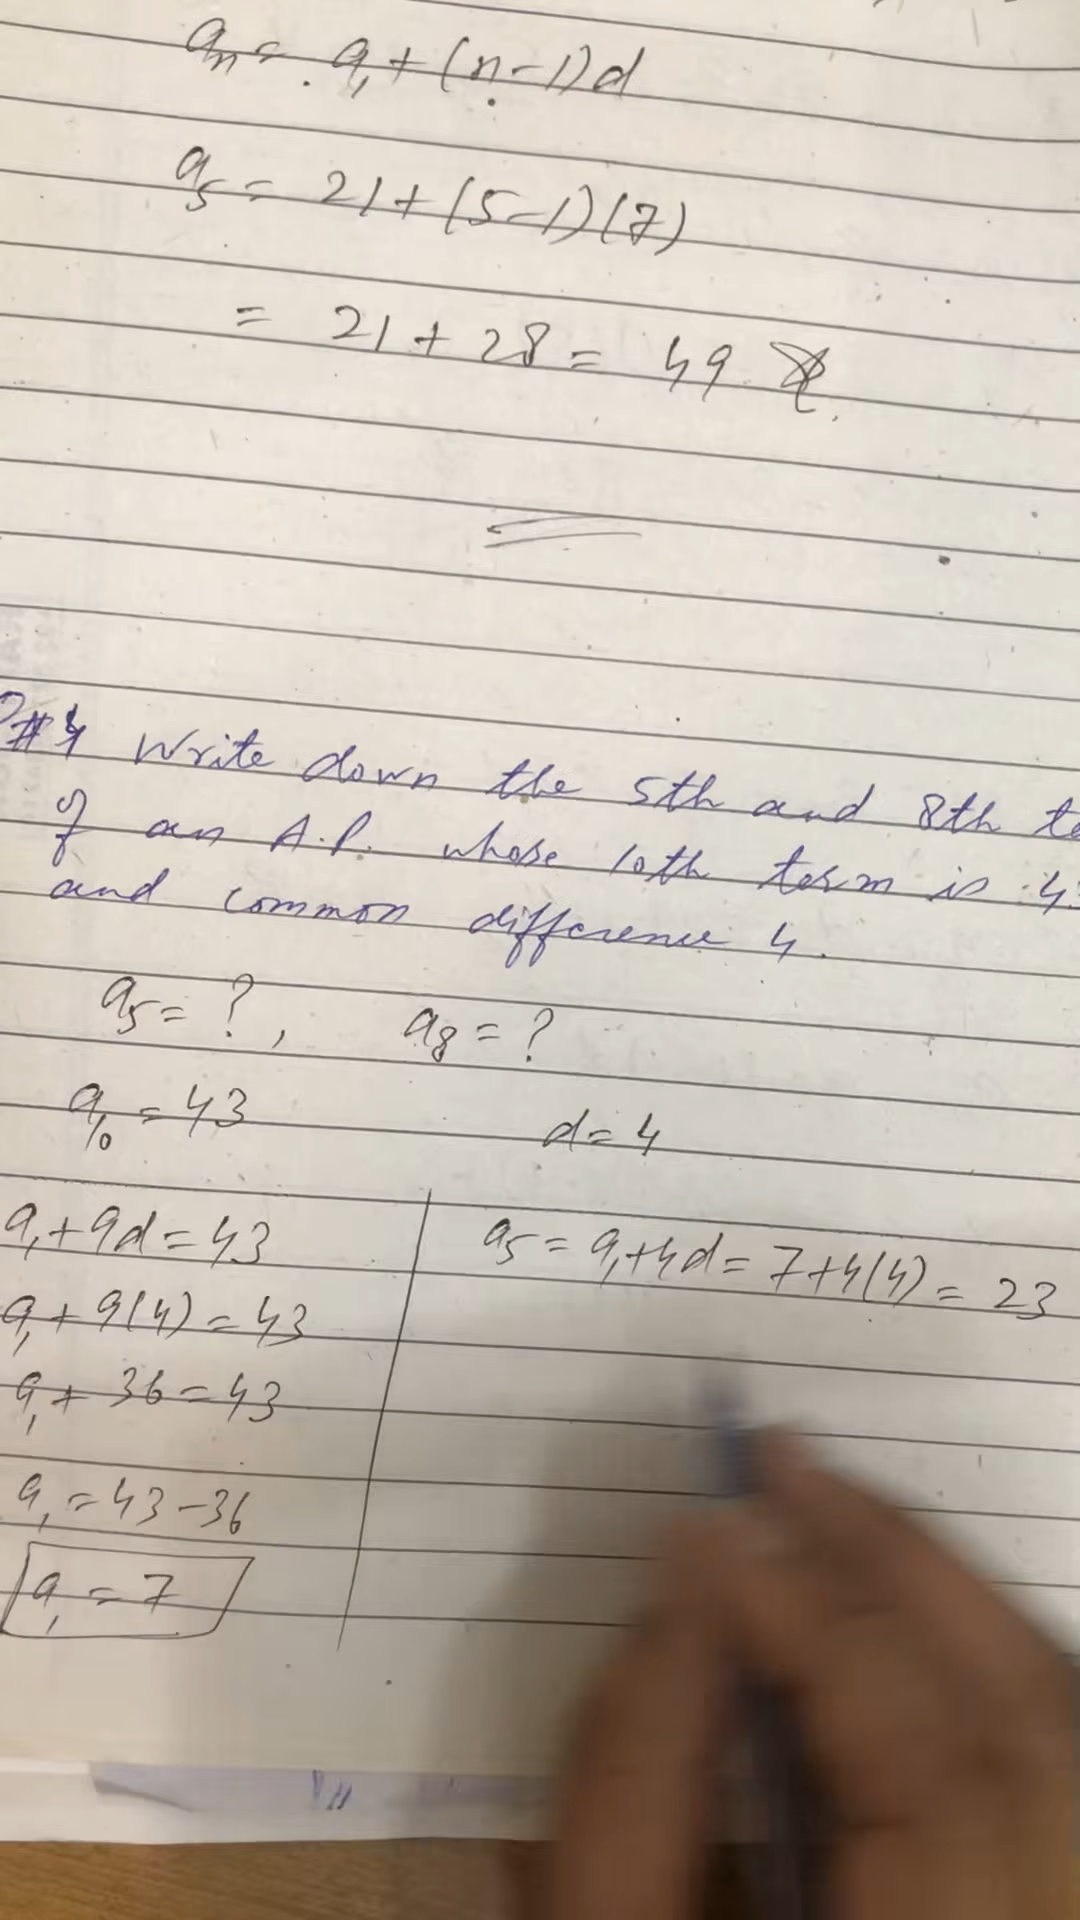 aₙ = a₁ + (n-1)d
a₅ = 21 + (5-1)(7)
= 21 + 28 = 49
#4 Write down the 5th and 8th te
of an A.P. whose 10th term is 43
and common difference 4.
a₅ = ?, a₈ = ?
a₁₀ = 43 d = 4
a₁ + 9d = 43
a₁ + 9(4) = 43
a₁ + 36 = 43
a₁ = 43 - 36
a₁ = 7
a₅ = a₁ + 4d = 7 + 4(4) = 23